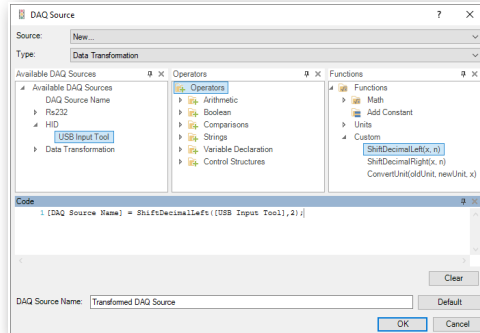 DAQ Source
Source: New...
Type: Data Transformation
Available DAQ Sources
Available DAQ Sources
DAQ Source Name
Rs232
HID
USB Input Tool
Data Transformation
Operators
Operators
Arithmetic
Boolean
Comparisons
Strings
Variable Declaration
Control Structures
Functions
Functions
Math
Add Constant
Units
Custom
ShiftDecimalLeft(x, n)
ShiftDecimalRight(x, n)
ConvertUnit(oldUnit, newUnit, x)
Code
1 [DAQ Source Name] = ShiftDecimalLeft([USB Input Tool],2);
Clear
DAQ Source Name: Transformed DAQ Source Default
OK Cancel